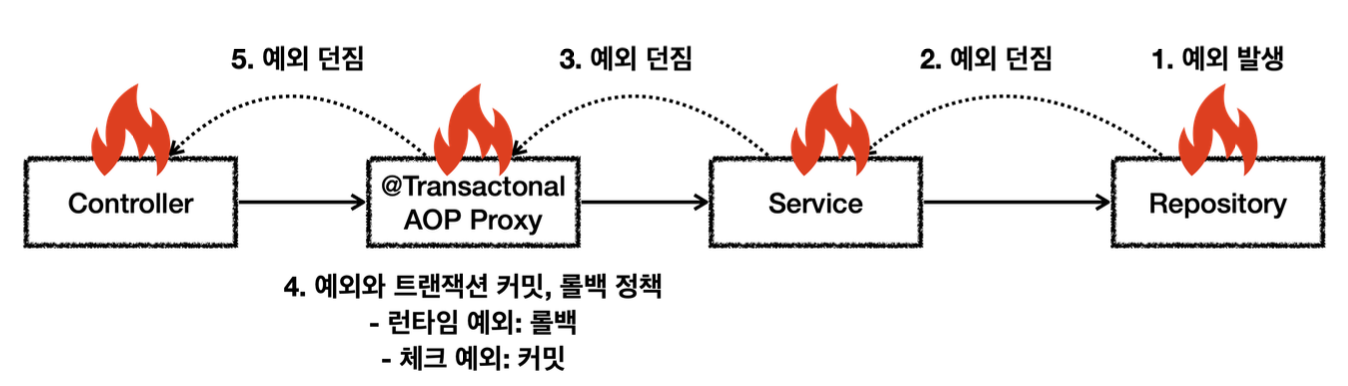 5. 예외 던짐
3. 예외 던짐
2. 예외 던짐
1. 예외 발생
Controller
@Transactonal
AOP Proxy
Service
Repository
4. 예외와 트랜잭션 커밋, 롤백 정책
- 런타임 예외: 롤백
- 체크 예외: 커밋